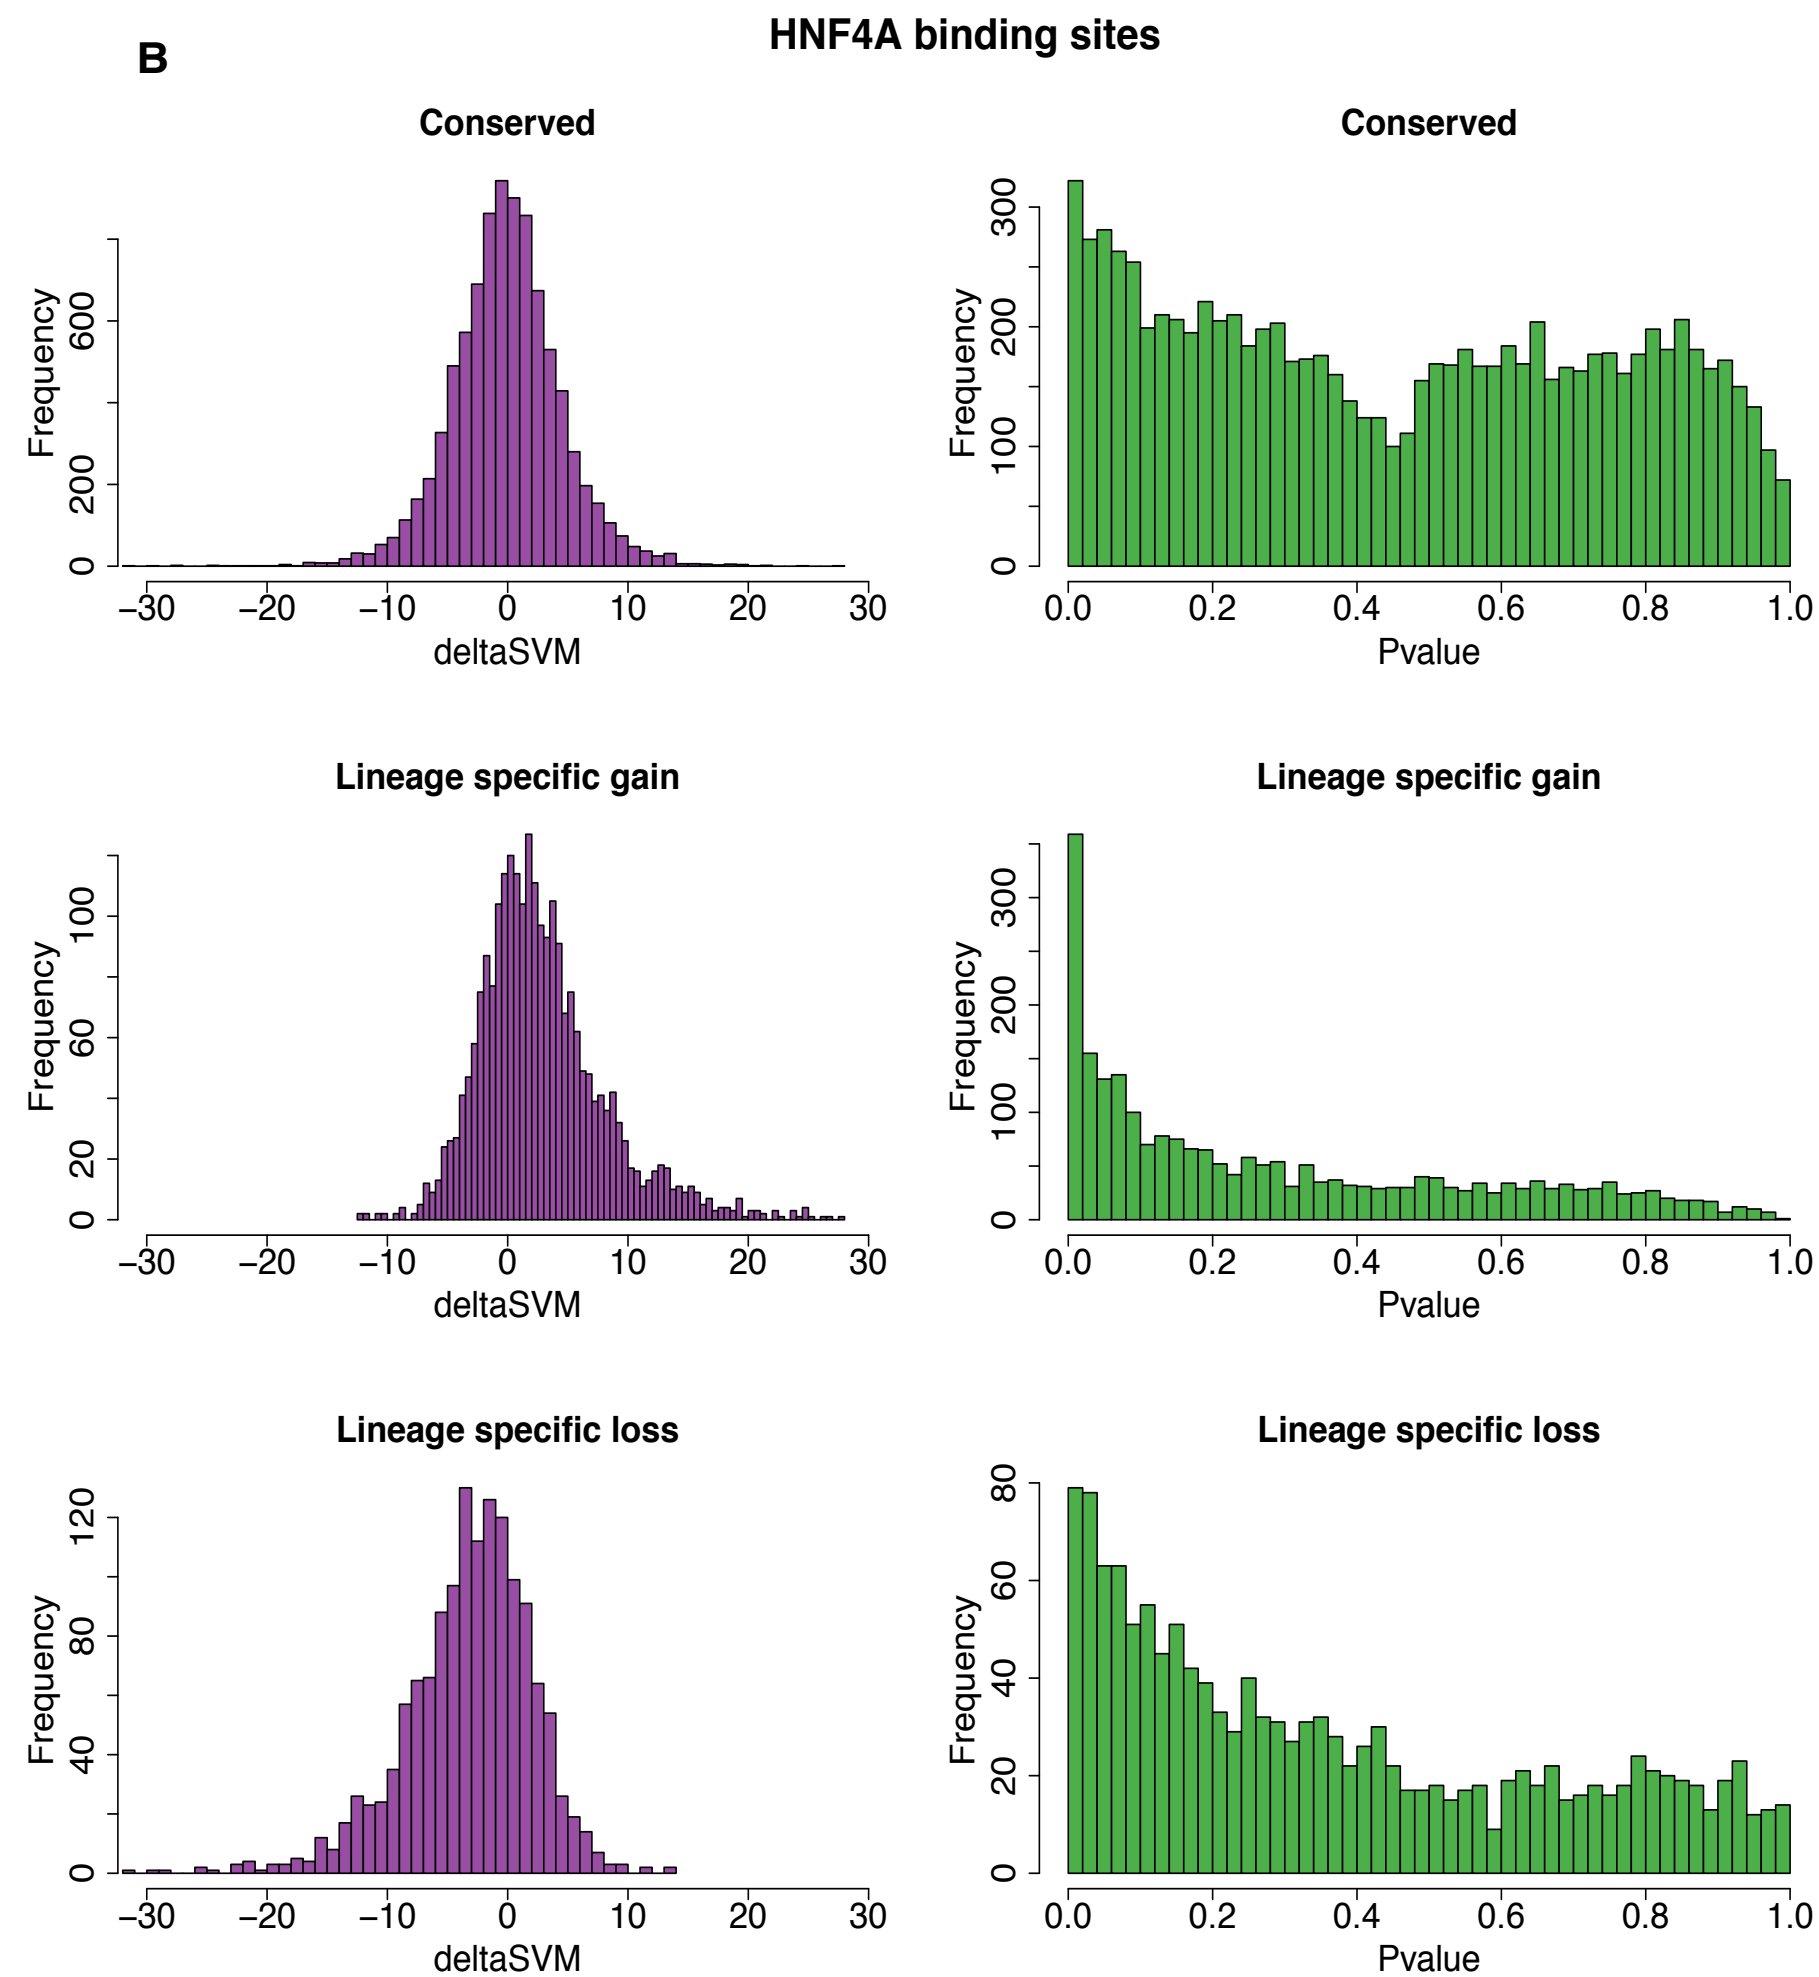 HNF4A binding sites
B
Conserved
Frequency
0 200 600
−30 −20 −10 0 10 20 30
deltaSVM
Conserved
Frequency
0 100 200 300
0.0 0.2 0.4 0.6 0.8 1.0
Pvalue
Lineage specific gain
Frequency
0 20 60 100
−30 −20 −10 0 10 20 30
deltaSVM
Lineage specific gain
Frequency
0 100 200 300
0.0 0.2 0.4 0.6 0.8 1.0
Pvalue
Lineage specific loss
Frequency
0 40 80 120
−30 −20 −10 0 10 20 30
deltaSVM
Lineage specific loss
Frequency
0 20 40 60 80
0.0 0.2 0.4 0.6 0.8 1.0
Pvalue